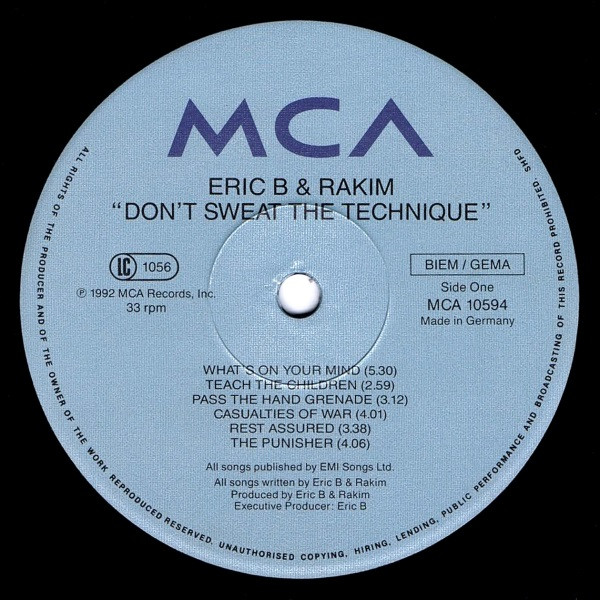 MCA
ERIC B & RAKIM
"DON'T SWEAT THE TECHNIQUE"
LC 1056
℗ 1992 MCA Records, Inc.
33 rpm
BIEM / GEMA
Side One
MCA 10594
Made in Germany
WHAT'S ON YOUR MIND (5.30)
TEACH THE CHILDREN (2.59)
PASS THE HAND GRENADE (3.12)
CASUALTIES OF WAR (4.01)
REST ASSURED (3.38)
THE PUNISHER (4.06)
All songs published by EMI Songs Ltd.
All songs written by Eric B & Rakim
Produced by Eric B & Rakim
Executive Producer: Eric B
ALL RIGHTS OF THE PRODUCER AND OF THE OWNER OF THE WORK REPRODUCED RESERVED. UNAUTHORISED COPYING, HIRING, LENDING, PUBLIC PERFORMANCE AND BROADCASTING OF THIS RECORD PROHIBITED. SHFD